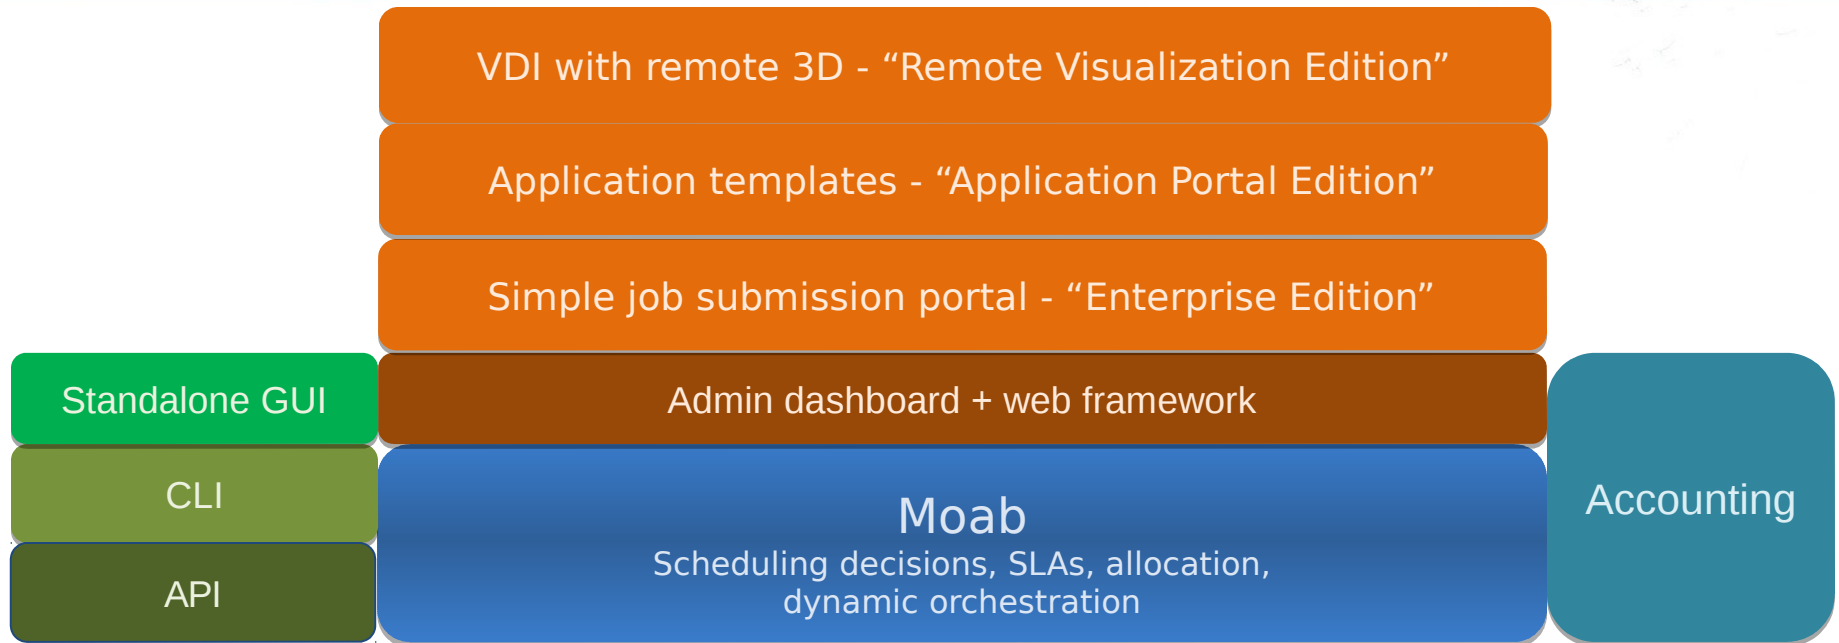 VDI with remote 3D - “Remote Visualization Edition”
Application templates - “Application Portal Edition”
Simple job submission portal - “Enterprise Edition”
Standalone GUI
Admin dashboard + web framework
CLI
API
Moab
Scheduling decisions, SLAs, allocation,
dynamic orchestration
Accounting